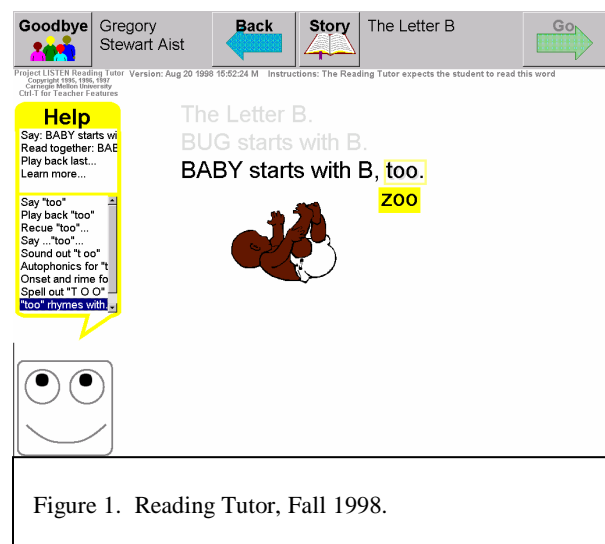 Goodbye Gregory Stewart Aist Back Story The Letter B Go
Project LISTEN Reading Tutor Version: Aug 20 1998 15:52:24 M Instructions: The Reading Tutor expects the student to read this word
Copyright 1995, 1996, 1997
Carnegie Mellon University
Ctrl-T for Teacher Features
Help
Say: BABY starts wi
Read together: BAB
Play back last...
Learn more...
Say "too"
Play back "too"
Recue "too"...
Say ..."too"...
Sound out "t oo"
Autophonics for "t
Onset and rime fo
Spell out "T O O"
"too" rhymes with.
The Letter B.
BUG starts with B.
BABY starts with B, too.
zoo
Figure 1. Reading Tutor, Fall 1998.